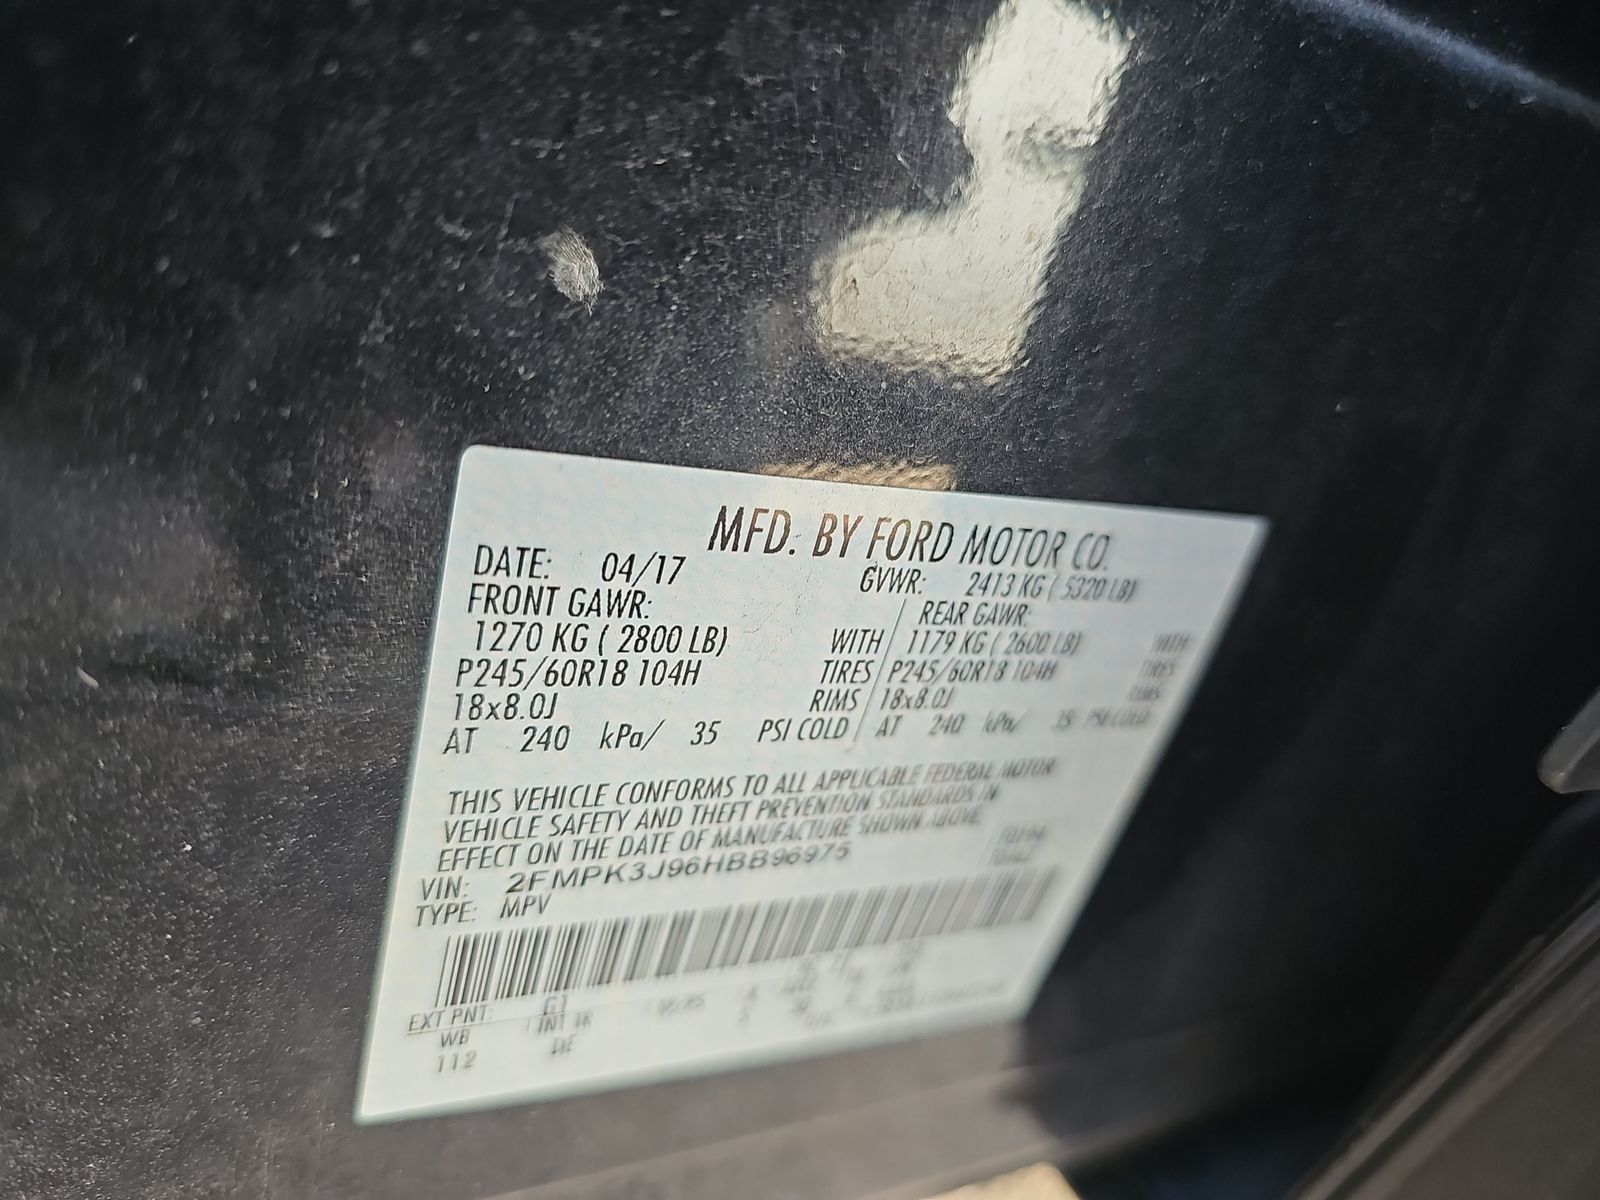 MFD. BY FORD MOTOR CO.
DATE: 04/17 GVWR: 2413 KG ( 5320 LB)
FRONT GAWR: REAR GAWR:
1270 KG ( 2800 LB) WITH 1179 KG ( 2600 LB) WITH
P245/60R18 104H TIRES P245/60R18 104H TIRES
18x8.0J RIMS 18x8.0J RIMS
AT 240 kPa/ 35 PSI COLD AT 240 kPa/ 35 PSI COLD
THIS VEHICLE CONFORMS TO ALL APPLICABLE FEDERAL MOTOR
VEHICLE SAFETY AND THEFT PREVENTION STANDARDS IN
EFFECT ON THE DATE OF MANUFACTURE SHOWN ABOVE
VIN: 2FMPK3J96HBB96975
TYPE: MPV
EXT PNT: G1
WB INT TR
112